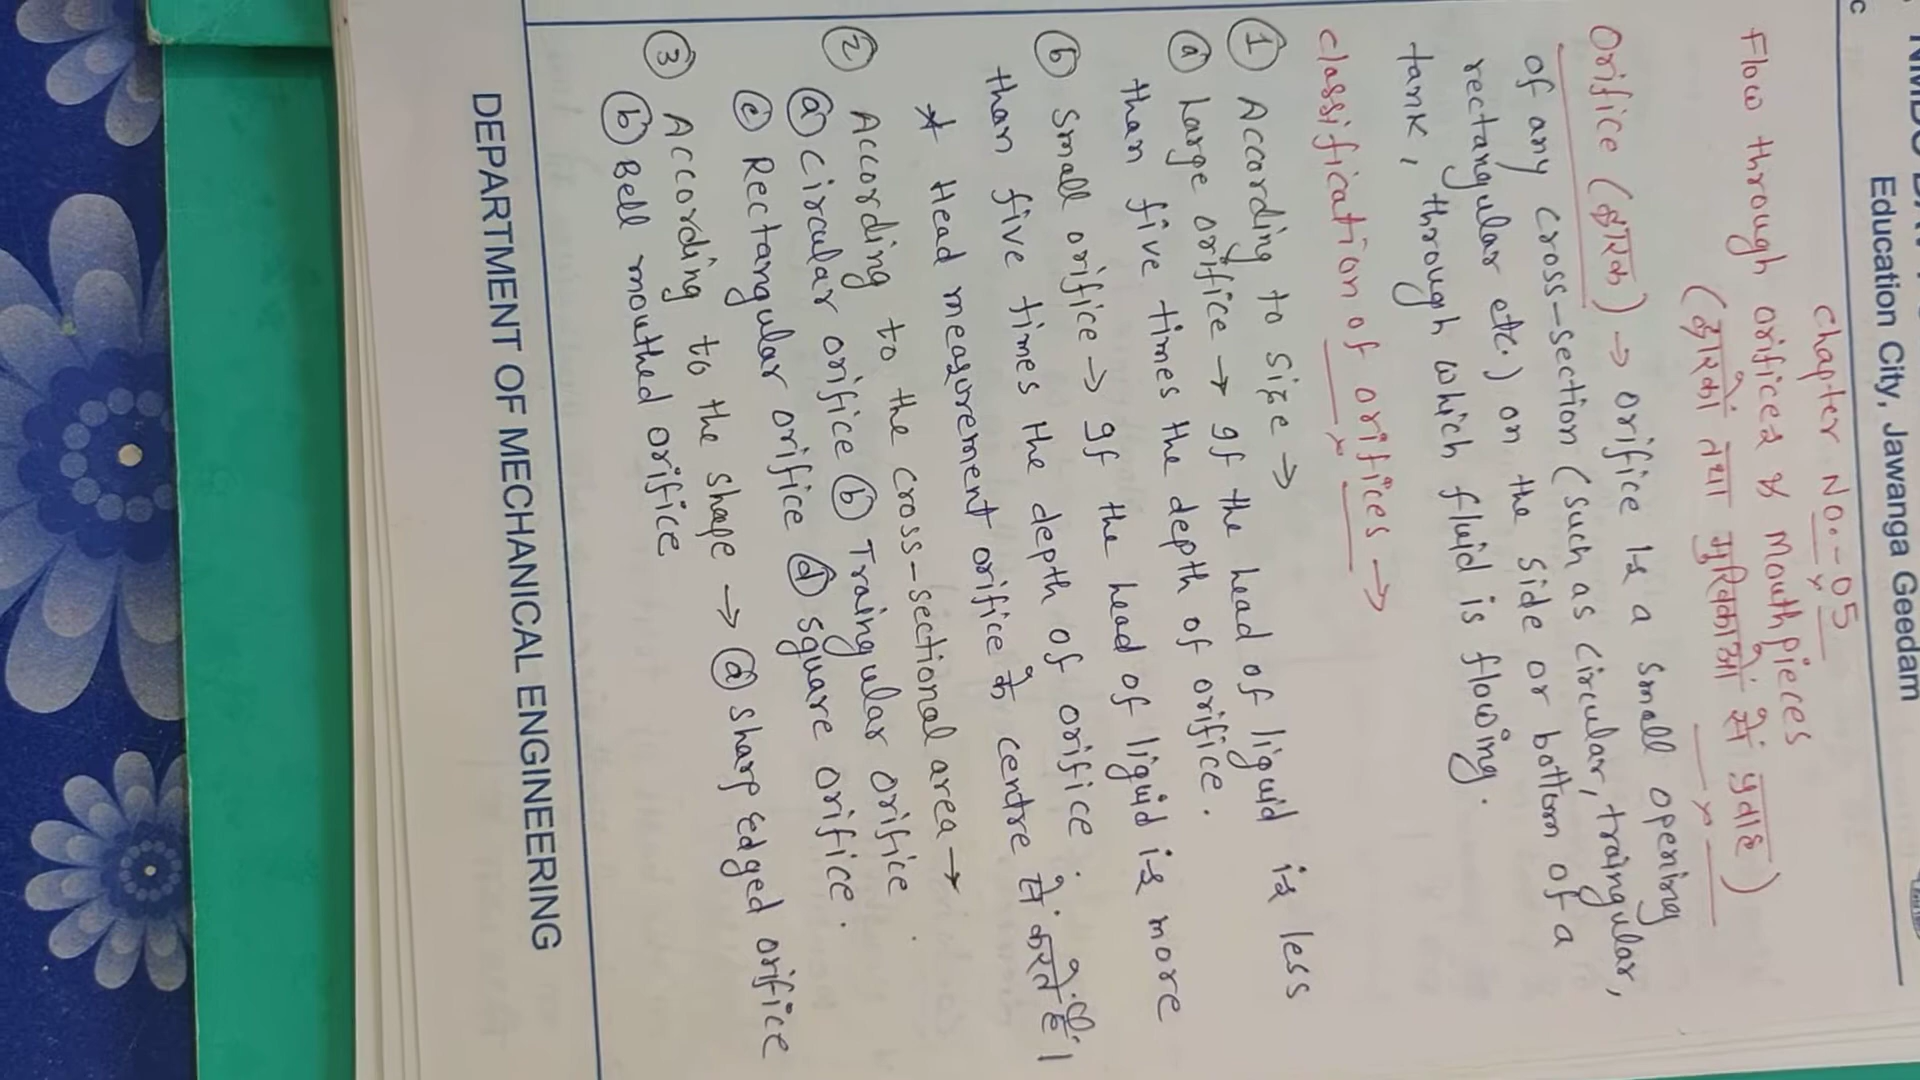 Education City, Jawanga Geedam
Chapter No.-05
Flow through orifices & Mouthpieces
(द्वारकों तथा मुखिकाओं में प्रवाह)
Orifice (द्वारक) → orifice is a small opening
of any cross-section (such as circular, traingular,
rectangular etc.) on the side or bottom of a
tank, through which fluid is flowing.
Classification of orifices →
① According to size →
ⓐ Large orifice → If the head of liquid is less
than five times the depth of orifice.
ⓑ Small orifice → If the head of liquid is more
than five times the depth of orifice.
* Head measurement orifice के centre से करते हैं।
② According to the cross-sectional area →
ⓐ Circular orifice ⓑ Traingular orifice
ⓒ Rectangular orifice ⓓ square orifice.
③ According to the shape → ⓐ sharp edged orifice
ⓑ Bell mouthed orifice
DEPARTMENT OF MECHANICAL ENGINEERING